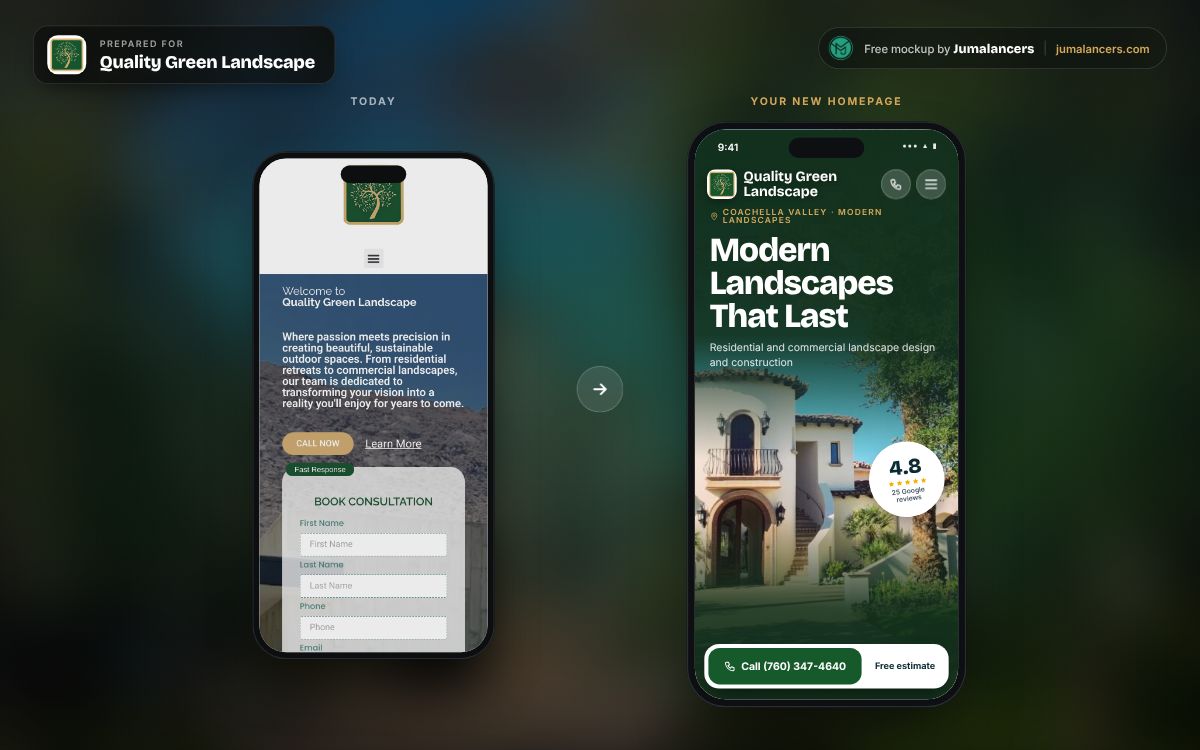 PREPARED FOR
Quality Green Landscape
Free mockup by Jumalancers
jumalancers.com
TODAY
Welcome to
Quality Green Landscape
Where passion meets precision in
creating beautiful, sustainable
outdoor spaces. From residential
retreats to commercial landscapes,
our team is dedicated to
transforming your vision into a
reality you'll enjoy for years to come.
CALL NOW
Learn More
Fast Response
BOOK CONSULTATION
First Name
First Name
Last Name
Last Name
Phone
Phone
Email
YOUR NEW HOMEPAGE
9:41
Quality Green
Landscape
COACHELLA VALLEY · MODERN
LANDSCAPES
Modern
Landscapes
That Last
Residential and commercial landscape design
and construction
4.8
★★★★★
25 Google
reviews
Call (760) 347-4640
Free estimate